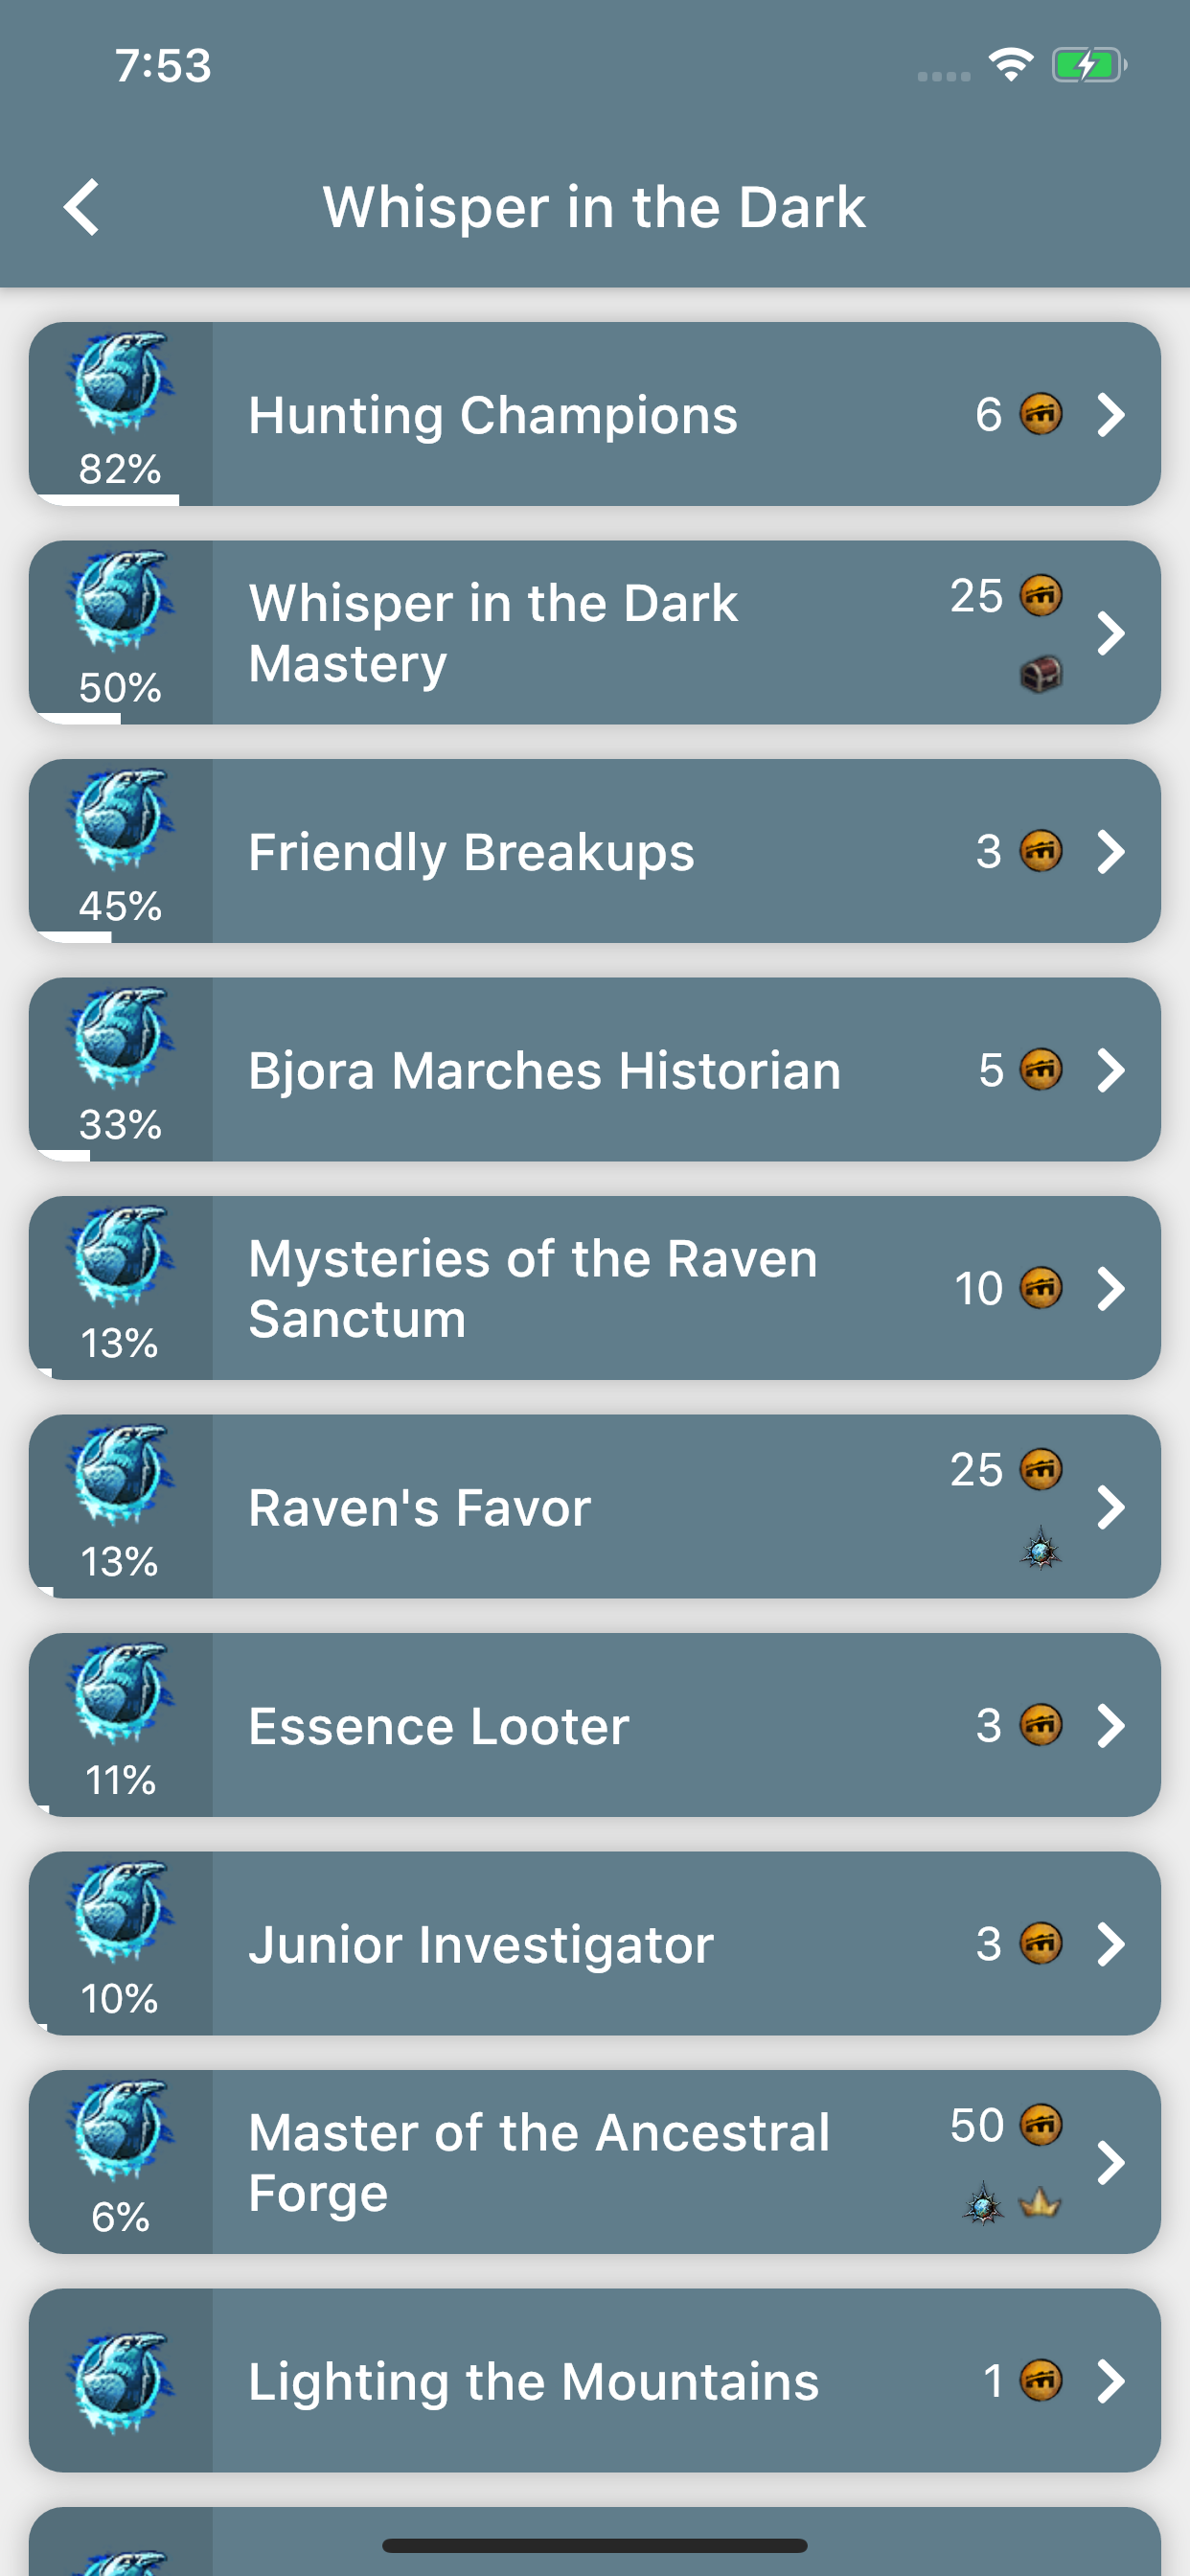 7:53
Whisper in the Dark
Hunting Champions
6
82%
Whisper in the Dark
Mastery
25
50%
Friendly Breakups
3
45%
Bjora Marches Historian
5
33%
Mysteries of the Raven
Sanctum
10
13%
Raven's Favor
25
13%
Essence Looter
3
11%
Junior Investigator
3
10%
Master of the Ancestral
Forge
50
6%
Lighting the Mountains
1